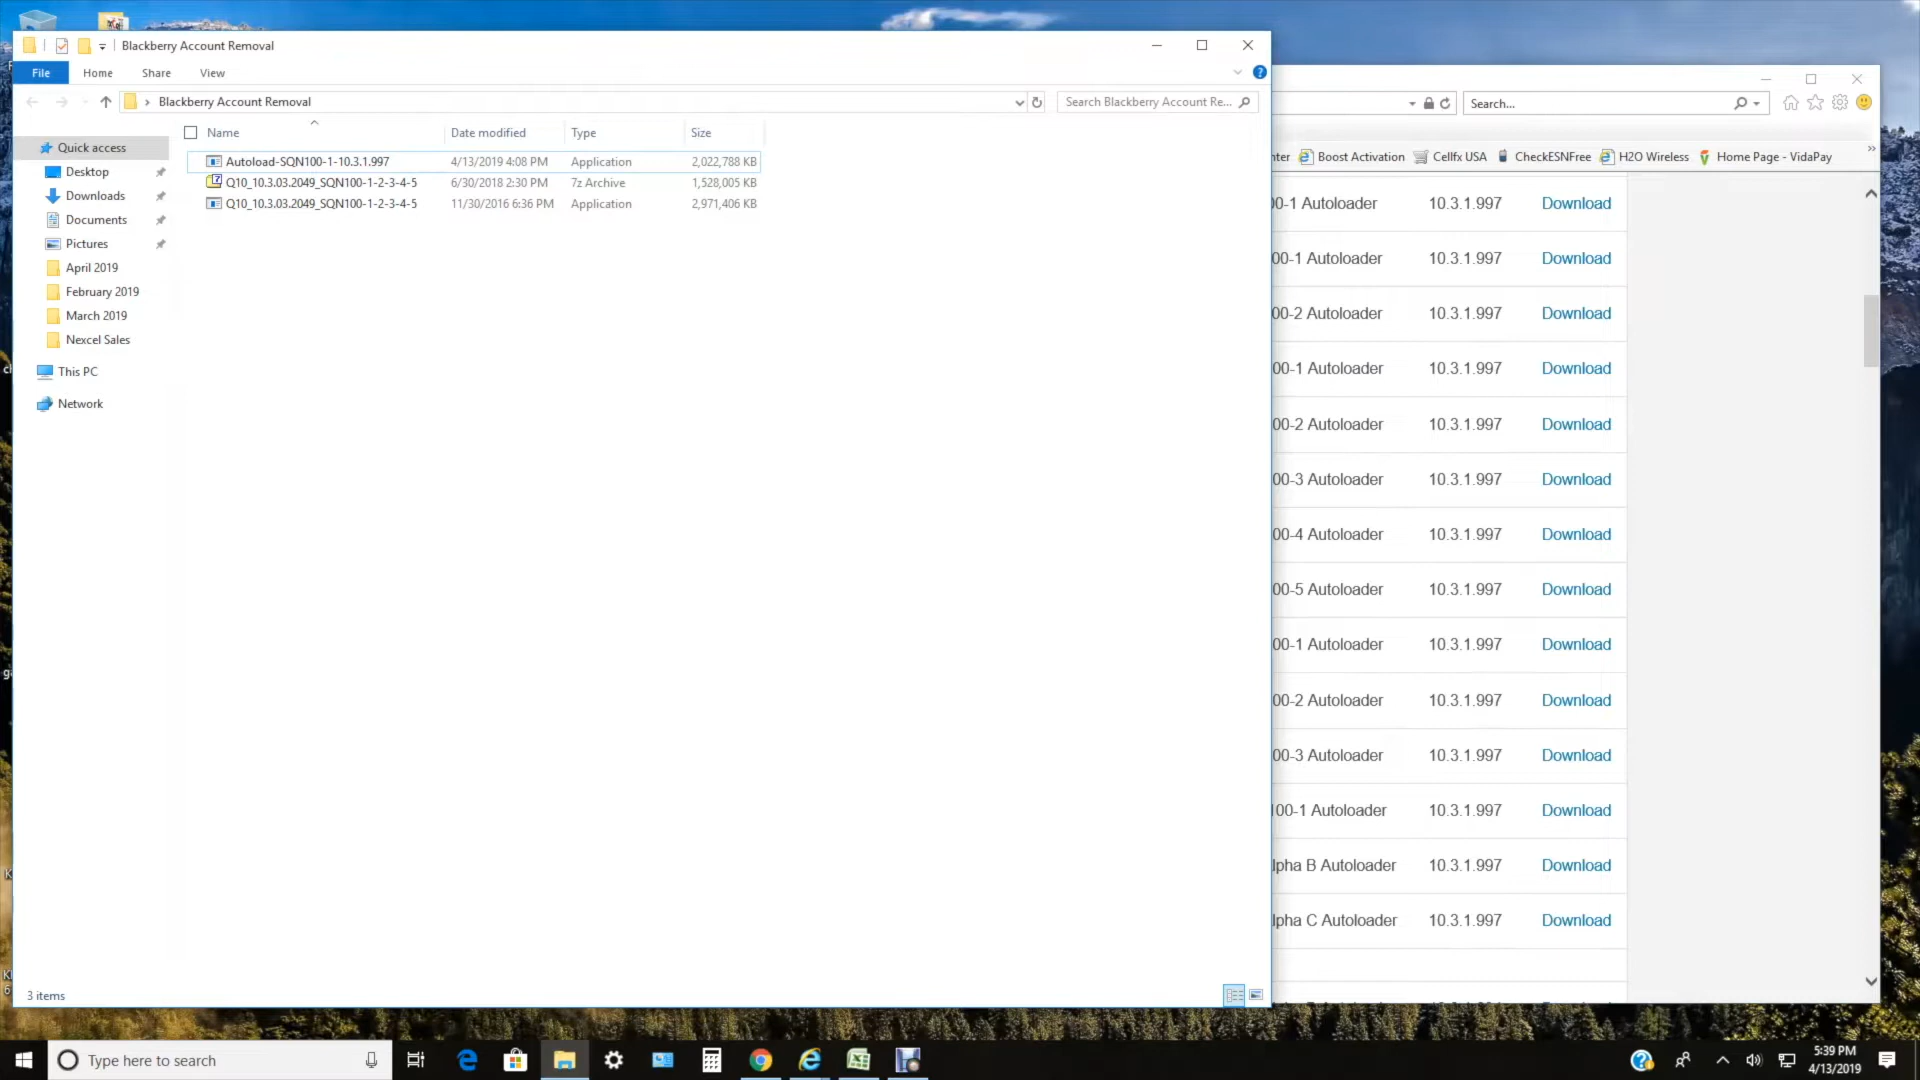 Blackberry Account Removal
File Home Share View
Blackberry Account Removal
Search Blackberry Account Re...
Name Date modified Type Size
Autoload-SQN100-1-10.3.1.997 4/13/2019 4:08 PM Application 2,022,788 KB
Q10_10.3.03.2049_SQN100-1-2-3-4-5 6/30/2018 2:30 PM 7z Archive 1,528,005 KB
Q10_10.3.03.2049_SQN100-1-2-3-4-5 11/30/2016 6:36 PM Application 2,971,406 KB
Quick access
Desktop
Downloads
Documents
Pictures
April 2019
February 2019
March 2019
Nexcel Sales
This PC
Network
3 items
Search...
nter Boost Activation Cellfx USA CheckESNFree H2O Wireless Home Page - VidaPay
00-1 Autoloader 10.3.1.997 Download
00-1 Autoloader 10.3.1.997 Download
00-2 Autoloader 10.3.1.997 Download
00-1 Autoloader 10.3.1.997 Download
00-2 Autoloader 10.3.1.997 Download
00-3 Autoloader 10.3.1.997 Download
00-4 Autoloader 10.3.1.997 Download
00-5 Autoloader 10.3.1.997 Download
00-1 Autoloader 10.3.1.997 Download
00-2 Autoloader 10.3.1.997 Download
00-3 Autoloader 10.3.1.997 Download
100-1 Autoloader 10.3.1.997 Download
lpha B Autoloader 10.3.1.997 Download
lpha C Autoloader 10.3.1.997 Download
Type here to search
5:39 PM
4/13/2019